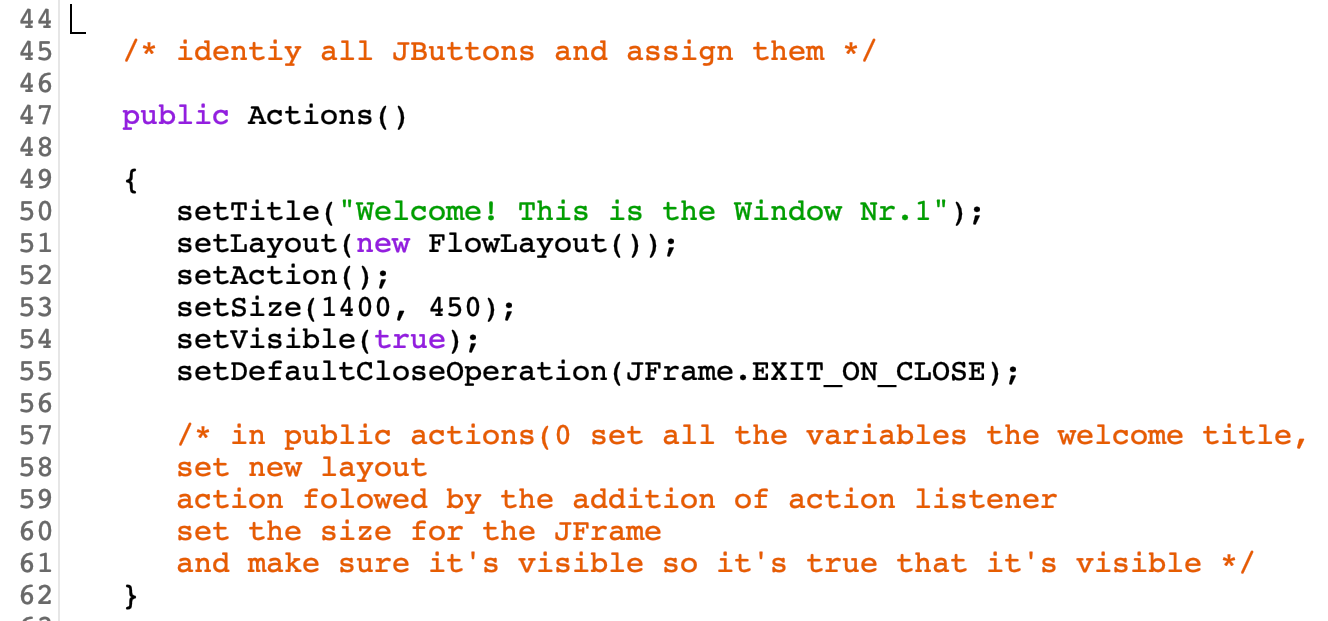 44
45 /* identiy all JButtons and assign them */
46
47 public Actions()
48
49 {
50 setTitle("Welcome! This is the Window Nr.1");
51 setLayout(new FlowLayout());
52 setAction();
53 setSize(1400, 450);
54 setVisible(true);
55 setDefaultCloseOperation(JFrame.EXIT_ON_CLOSE);
56
57 /* in public actions(0 set all the variables the welcome title,
58 set new layout
59 action folowed by the addition of action listener
60 set the size for the JFrame
61 and make sure it's visible so it's true that it's visible */
62 }